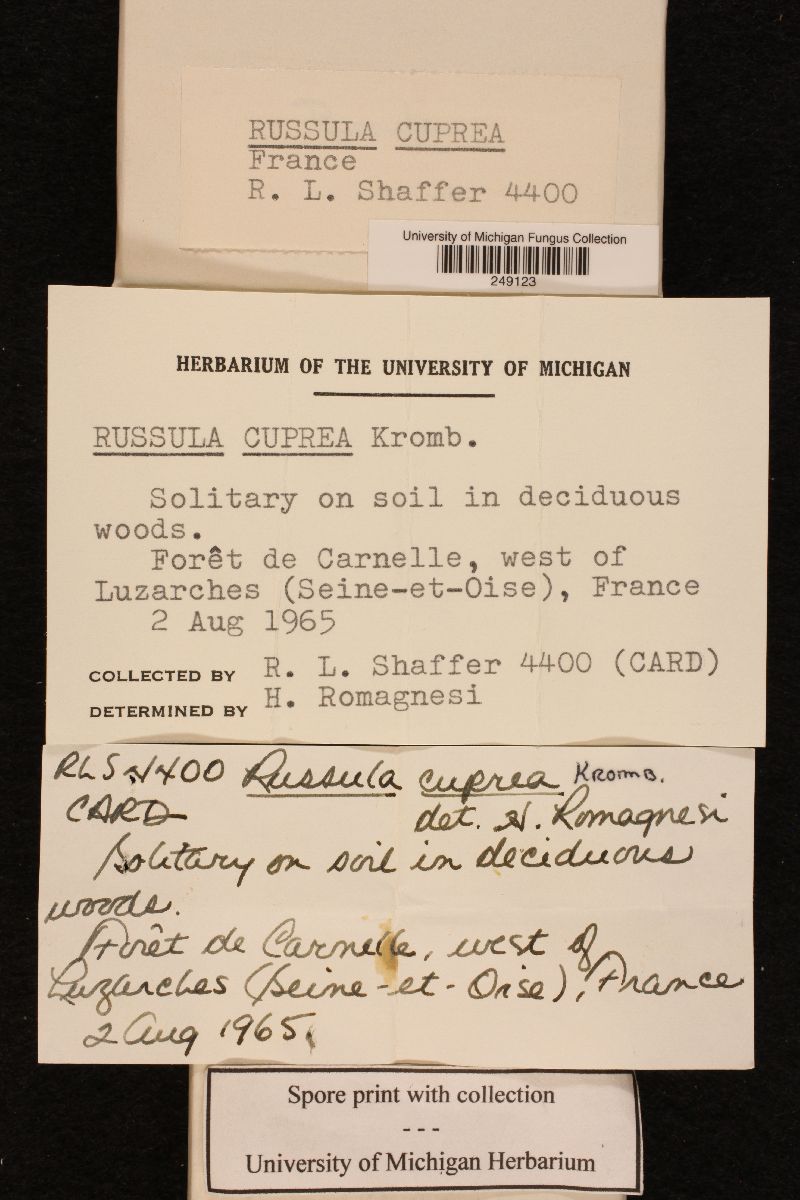 RUSSULA CUPREA
France
R. L. Shaffer 4400
University of Michigan Fungus Collection
249123
HERBARIUM OF THE UNIVERSITY OF MICHIGAN
RUSSULA CUPREA Kromb.
Solitary on soil in deciduous
woods.
Forêt de Carnelle, west of
Luzarches (Seine-et-Oise), France
2 Aug 1965
COLLECTED BY R. L. Shaffer 4400 (CARD)
DETERMINED BY H. Romagnesi
RLS 4400 Russula cuprea Kromb.
CARD det. H. Romagnesi
Solitary on soil in deciduous
woods.
Forêt de Carnelle, west of
Luzarches (Seine-et-Oise), France
2 Aug 1965.
Spore print with collection
---
University of Michigan Herbarium